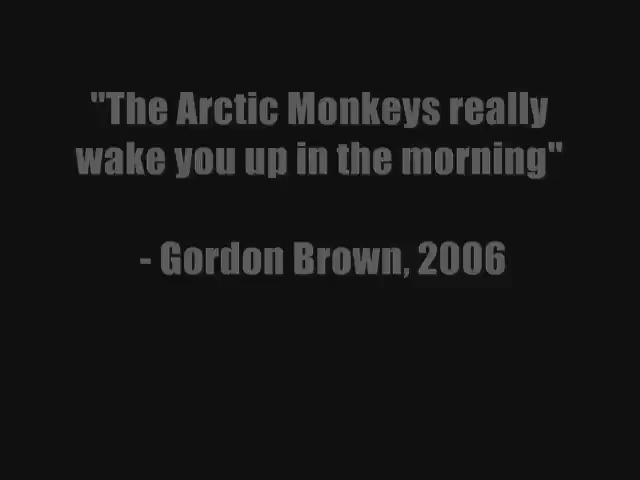 "The Arctic Monkeys really
wake you up in the morning"
- Gordon Brown, 2006